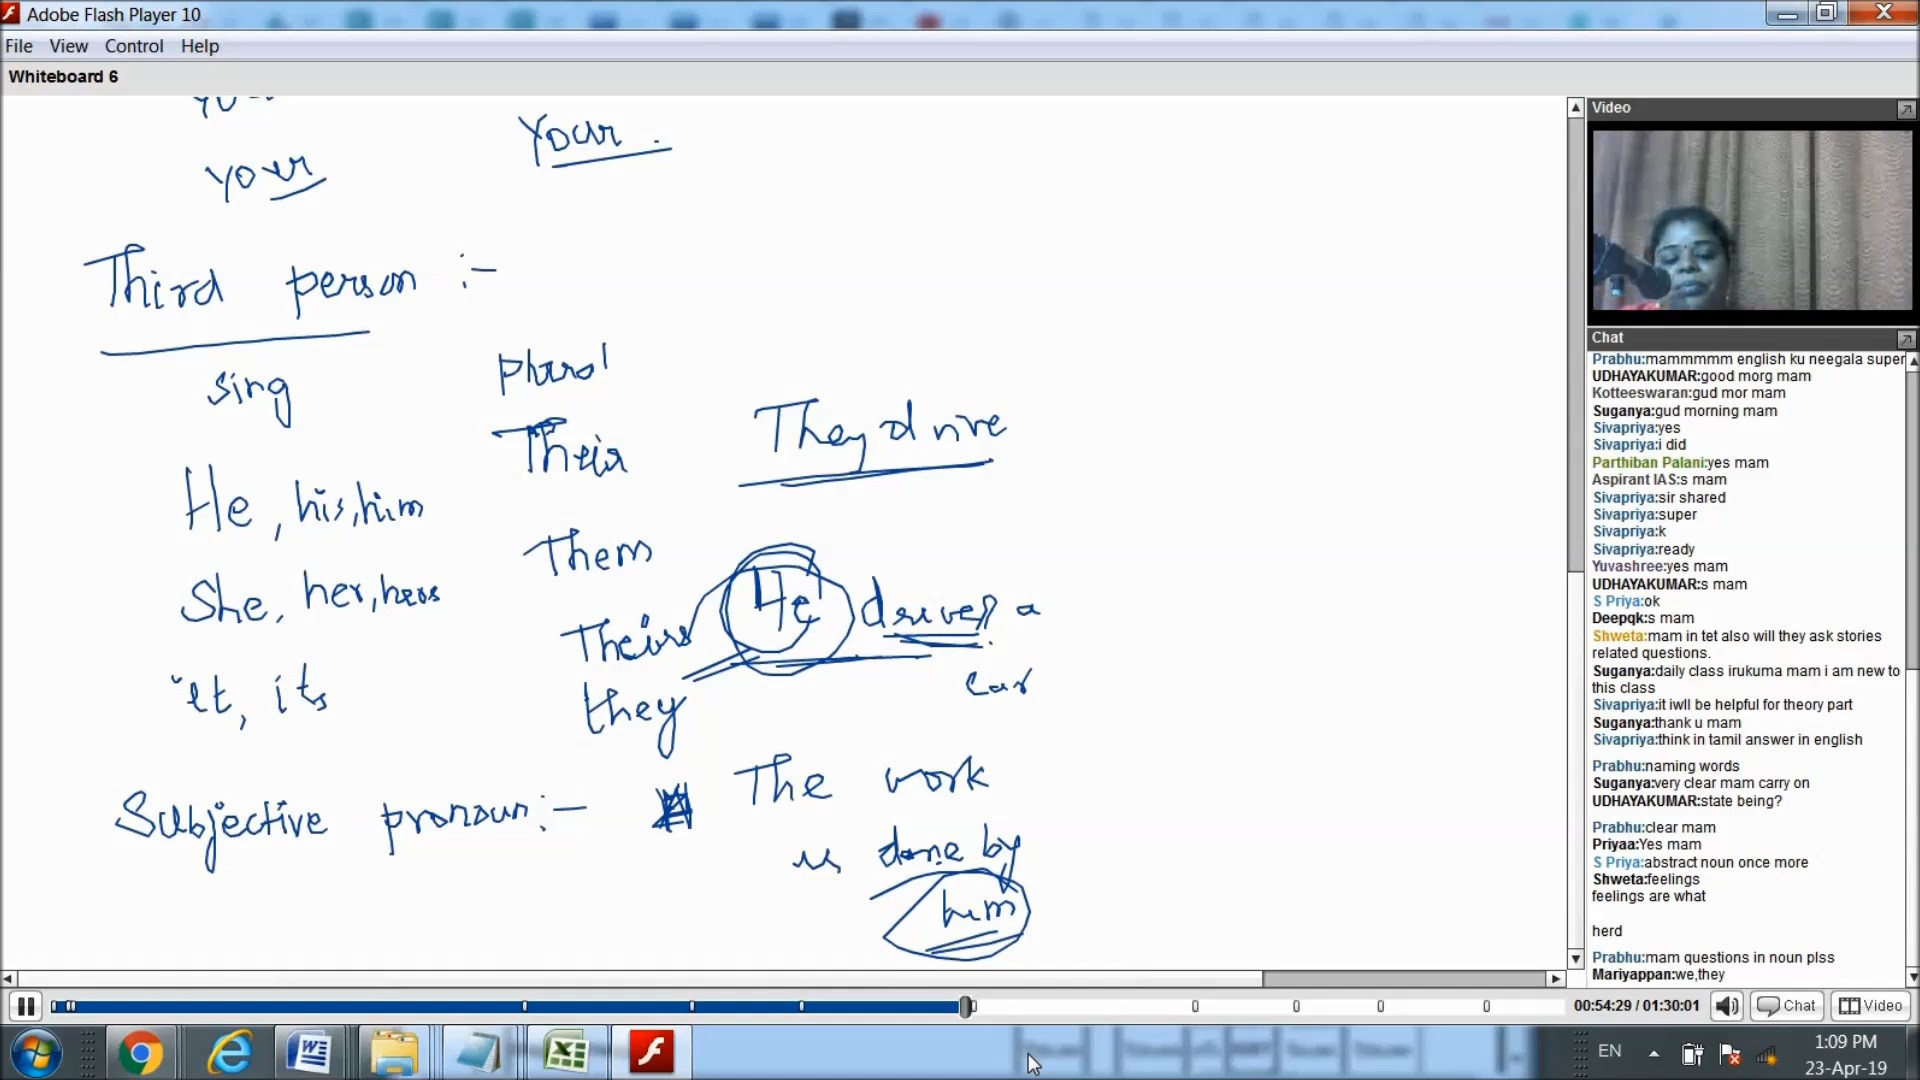 Adobe Flash Player 10
File View Control Help
Whiteboard 6
your
Your.
Third person :-
sing
plural
Their
They drive
He, his, him
Them
She, her, hers
He drives a
car
Theirs
it, its
they
Subjective pronoun :-
The work
is done by
him
Video
Chat
Prabhu:mammmmm english ku neegala super
UDHAYAKUMAR:good morg mam
Kotteeswaran:gud mor mam
Suganya:gud morning mam
Sivapriya:yes
Sivapriya:i did
Parthiban Palani:yes mam
Aspirant IAS:s mam
Sivapriya:sir shared
Sivapriya:super
Sivapriya:k
Sivapriya:ready
Yuvashree:yes mam
UDHAYAKUMAR:s mam
S Priya:ok
Deepqk:s mam
Shweta:mam in tet also will they ask stories
related questions.
Suganya:daily class irukuma mam i am new to
this class
Sivapriya:it iwll be helpful for theory part
Suganya:thank u mam
Sivapriya:think in tamil answer in english
Prabhu:naming words
Suganya:very clear mam carry on
UDHAYAKUMAR:state being?
Prabhu:clear mam
Priyaa:Yes mam
S Priya:abstract noun once more
Shweta:feelings
feelings are what
herd
Prabhu:mam questions in noun plss
Mariyappan:we,they
00:54:29 / 01:30:01
Chat
Video
EN
1:09 PM
23-Apr-19